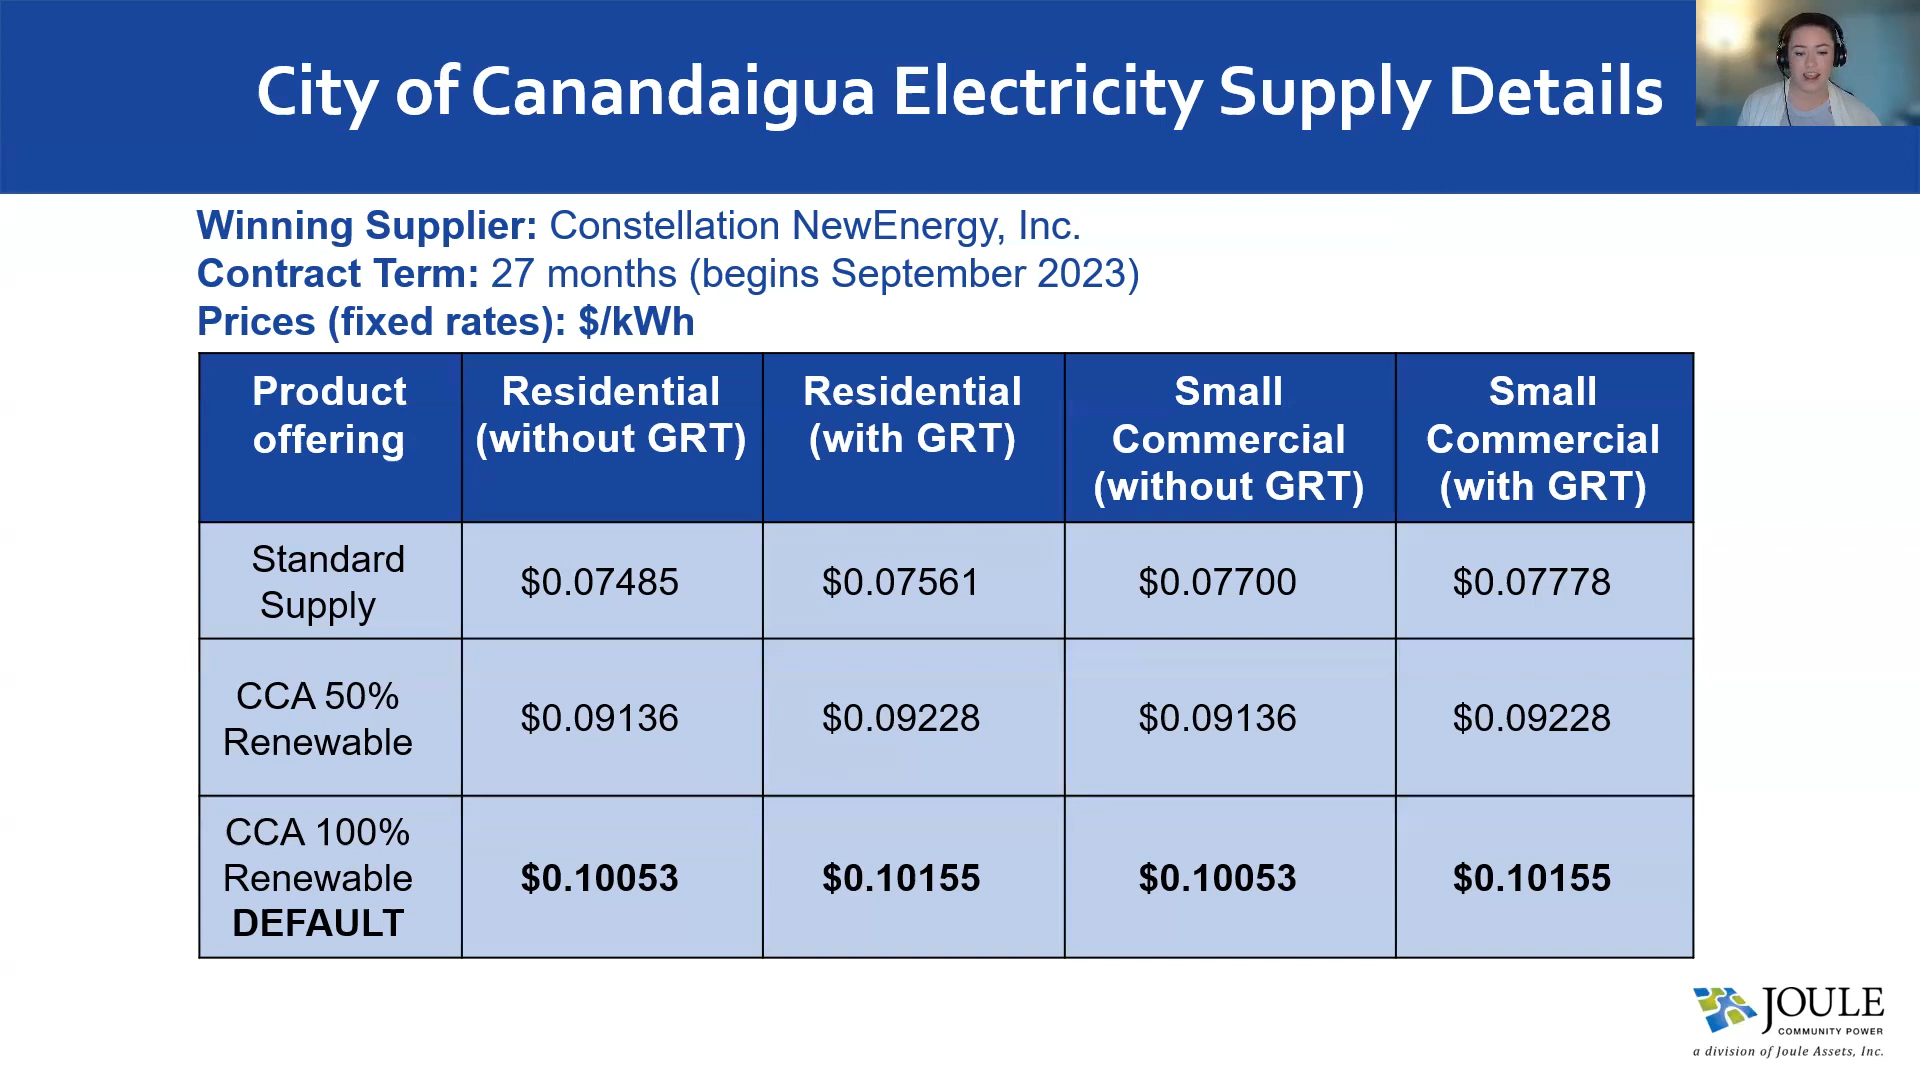 City of Canandaigua Electricity Supply Details
Winning Supplier: Constellation NewEnergy, Inc.
Contract Term: 27 months (begins September 2023)
Prices (fixed rates): $/kWh
Product offering
Residential (without GRT)
Residential (with GRT)
Small Commercial (without GRT)
Small Commercial (with GRT)
Standard Supply
$0.07485
$0.07561
$0.07700
$0.07778
CCA 50% Renewable
$0.09136
$0.09228
$0.09136
$0.09228
CCA 100% Renewable DEFAULT
$0.10053
$0.10155
$0.10053
$0.10155
JOULE
COMMUNITY POWER
a division of Joule Assets, Inc.